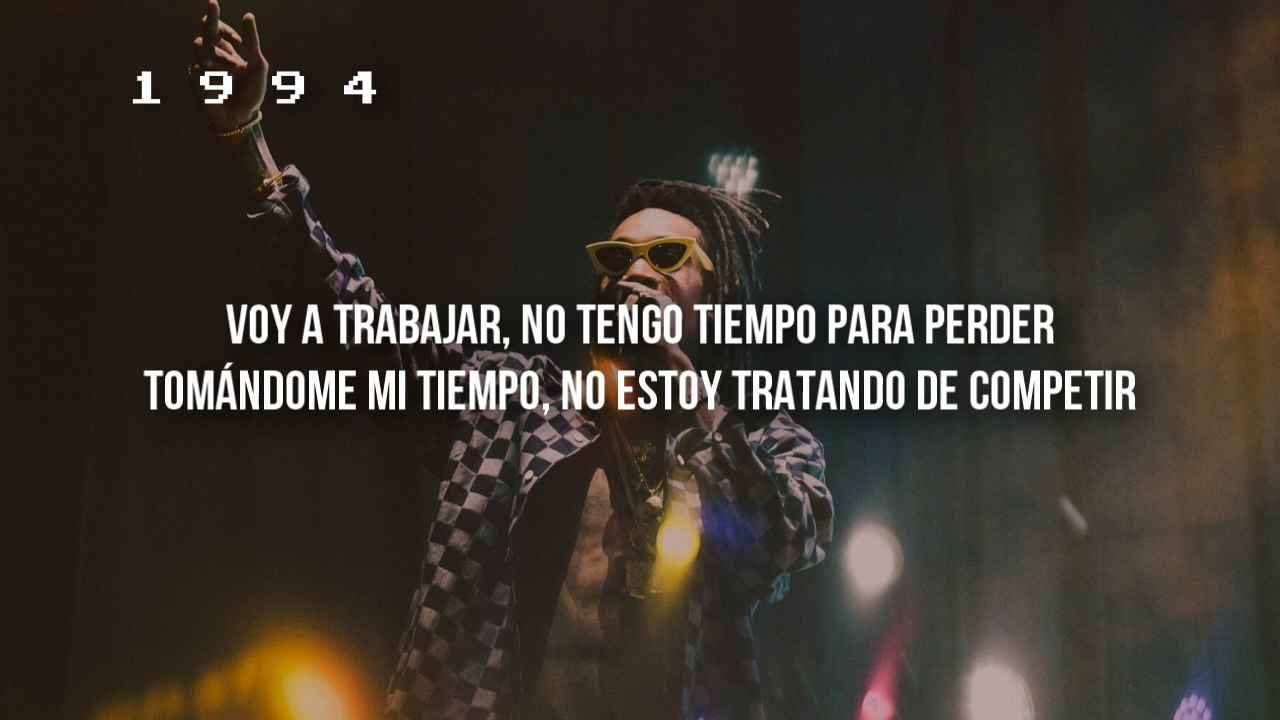 1 9 9 4
VOY A TRABAJAR, NO TENGO TIEMPO PARA PERDER
TOMÁNDOME MI TIEMPO, NO ESTOY TRATANDO DE COMPETIR